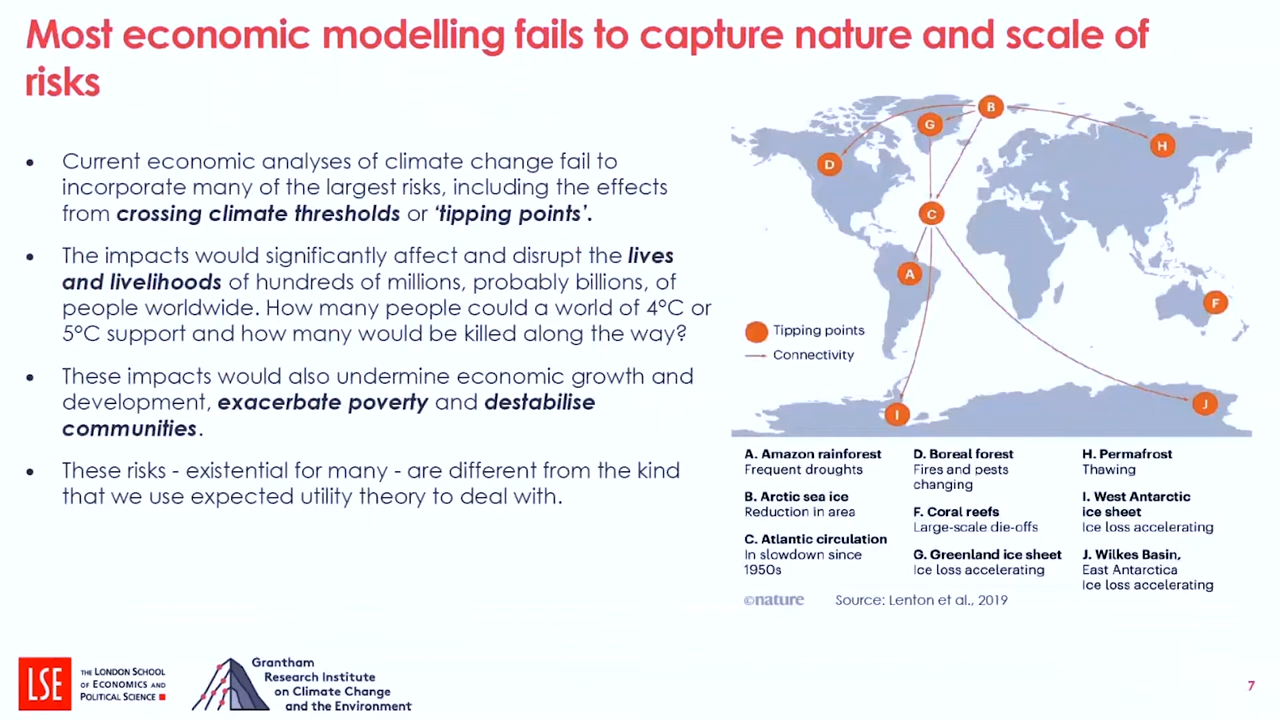 Most economic modelling fails to capture nature and scale of
risks
• Current economic analyses of climate change fail to
incorporate many of the largest risks, including the effects
from crossing climate thresholds or ‘tipping points’.
• The impacts would significantly affect and disrupt the lives
and livelihoods of hundreds of millions, probably billions, of
people worldwide. How many people could a world of 4°C or
5°C support and how many would be killed along the way?
• These impacts would also undermine economic growth and
development, exacerbate poverty and destabilise
communities.
• These risks - existential for many - are different from the kind
that we use expected utility theory to deal with.
B
G
H
D
C
A
F
Tipping points
Connectivity
I
J
A. Amazon rainforest
Frequent droughts
B. Arctic sea ice
Reduction in area
C. Atlantic circulation
In slowdown since
1950s
D. Boreal forest
Fires and pests
changing
F. Coral reefs
Large-scale die-offs
G. Greenland ice sheet
Ice loss accelerating
H. Permafrost
Thawing
I. West Antarctic
ice sheet
Ice loss accelerating
J. Wilkes Basin,
East Antarctica
Ice loss accelerating
©nature
Source: Lenton et al., 2019
LSE
THE LONDON SCHOOL
OF ECONOMICS AND
POLITICAL SCIENCE
Grantham
Research Institute
on Climate Change
and the Environment
7